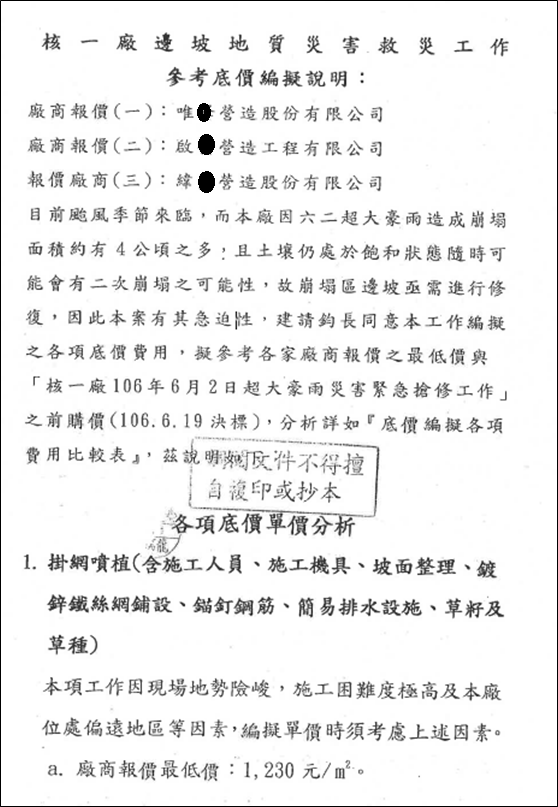 核一廠邊坡地質災害救災工作
參考底價編擬說明：
廠商報價(一)：唯 營造股份有限公司
廠商報價(二)：啟 營造工程有限公司
報價廠商(三)：緯 營造股份有限公司
目前颱風季節來臨，而本廠因六二超大豪雨造成崩塌
面積約有 4 公頃之多，且土壤仍處於飽和狀態隨時可
能會有二次崩塌之可能性，故崩塌區邊坡亟需進行修
復，因此本案有其急迫性，建請鈞長同意本工作編擬
之各項底價費用，擬參考各家廠商報價之最低價與
「核一廠106年6月2日超大豪雨災害緊急搶修工作」
之前購價(106.6.19 決標)，分析詳如『底價編擬各項
費用比較表』，茲說明如下：
文件不得擅
自複印或抄本
各項底價單價分析
1. 掛網噴植(含施工人員、施工機具、坡面整理、鍍
鋅鐵絲網鋪設、錨釘鋼筋、簡易排水設施、草籽及
草種)
本項工作因現場地勢險峻，施工困難度極高及本廠
位處偏遠地區等因素，編擬單價時須考慮上述因素。
a. 廠商報價最低價：1,230 元/㎡。